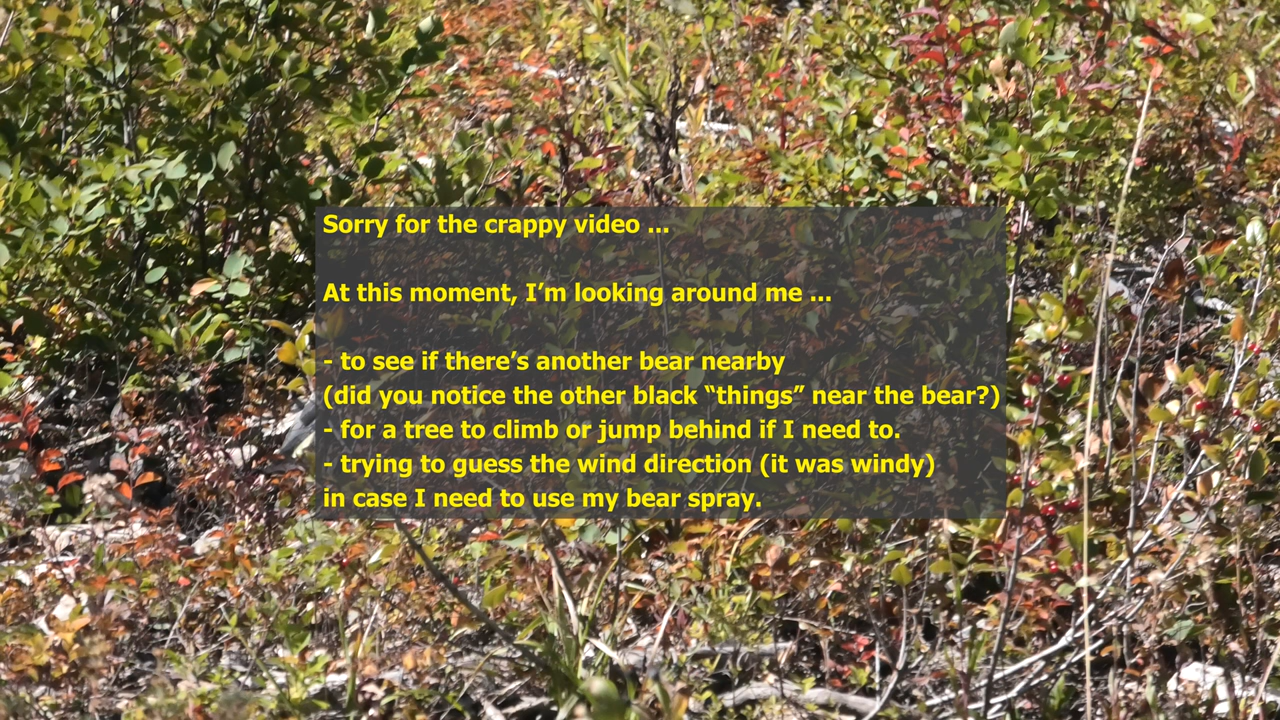 Sorry for the crappy video ...
At this moment, I’m looking around me ...
- to see if there’s another bear nearby
(did you notice the other black “things” near the bear?)
- for a tree to climb or jump behind if I need to.
- trying to guess the wind direction (it was windy)
in case I need to use my bear spray.